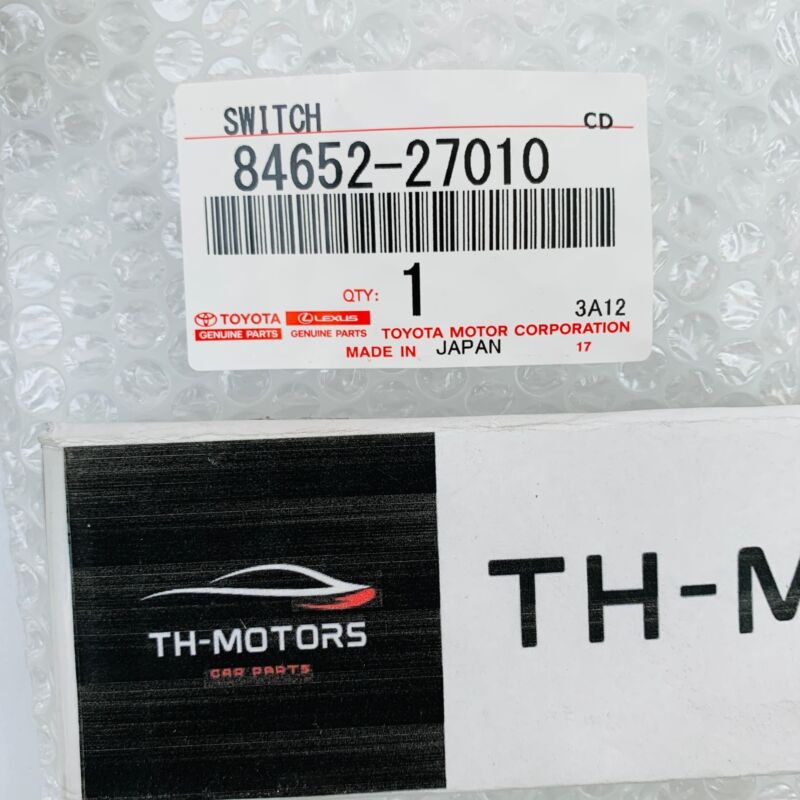 SWITCH CD
84652-27010
QTY: 1
3A12
TOYOTA LEXUS
GENUINE PARTS GENUINE PARTS TOYOTA MOTOR CORPORATION
MADE IN JAPAN 17
TH-M
TH-MOTORS
CAR PARTS